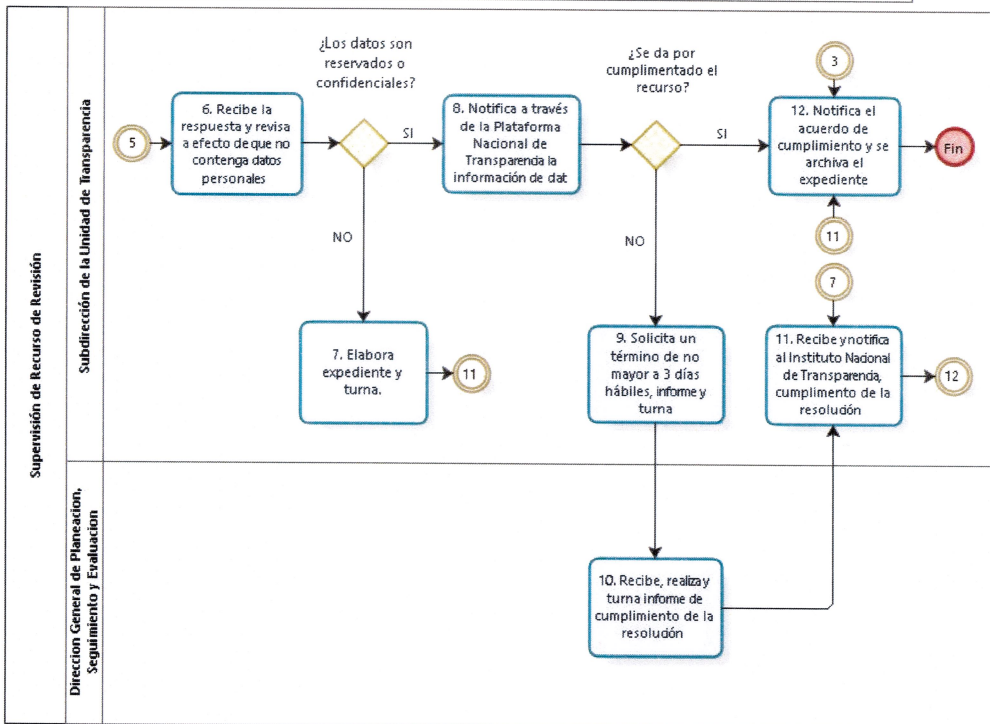 Supervisión de Recurso de Revisión
Subdirección de la Unidad de Transparencia
5
6. Recibe la
respuesta y revisa
a efecto de que no
contenga datos
personales
¿Los datos son
reservados o
confidenciales?
SI
NO
7. Elabora
expediente y
turna.
11
8. Notifica a través
de la Plataforma
Nacional de
Transparencia la
información de dat
¿Se da por
cumplimentado el
recurso?
SI
NO
9. Solicita un
término de no
mayor a 3 días
hábiles, informe y
turna
3
12. Notifica el
acuerdo de
cumplimiento y se
archiva el
expediente
Fin
11
7
11. Recibe y notifica
al Instituto Nacional
de Transparencia,
cumplimento de la
resolución
12
Direccion General de Planeacion,
Seguimiento y Evaluacion
10. Recibe, realiza y
turna informe de
cumplimiento de la
resolución